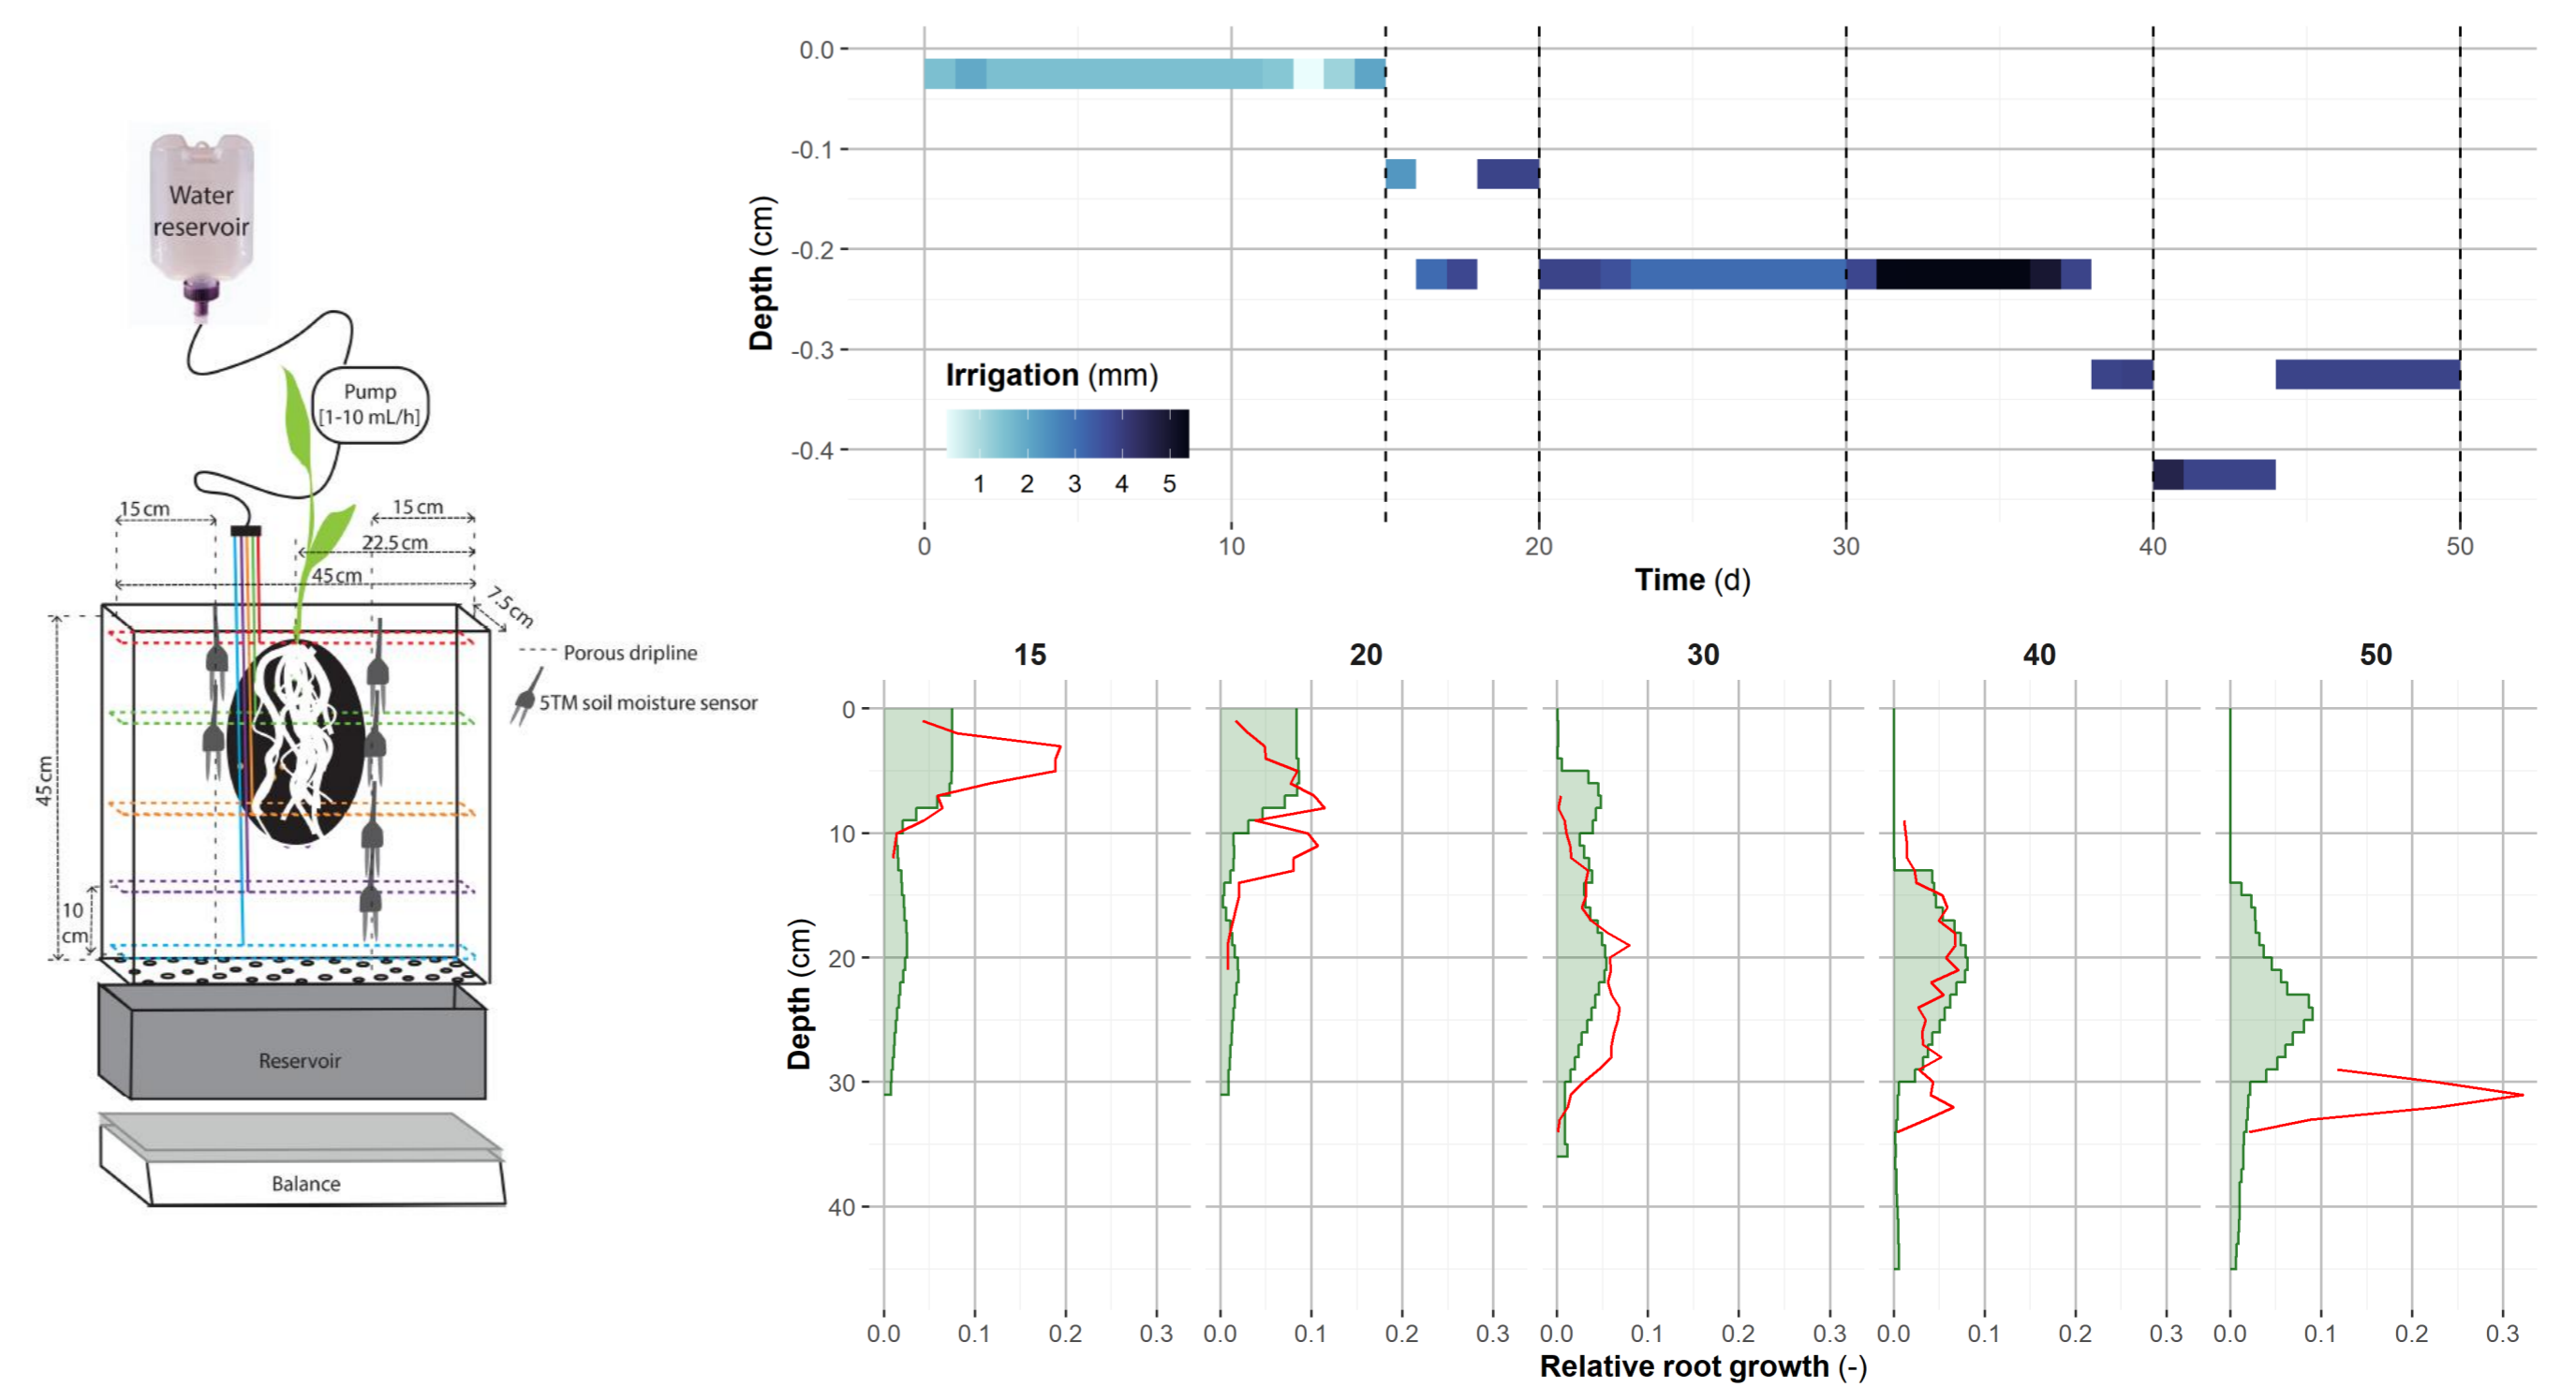 Water
reservoir
Pump
[1-10 mL/h]
15 cm
15 cm
22.5 cm
45 cm
7.5 cm
Porous dripline
5TM soil moisture sensor
45 cm
10
cm
Reservoir
Balance
Depth (cm)
0.0
-0.1
-0.2
-0.3
-0.4
Irrigation (mm)
1 2 3 4 5
0 10 20 30 40 50
Time (d)
15 20 30 40 50
Depth (cm)
0
10
20
30
40
0.0 0.1 0.2 0.3 0.0 0.1 0.2 0.3 0.0 0.1 0.2 0.3 0.0 0.1 0.2 0.3 0.0 0.1 0.2 0.3
Relative root growth (-)